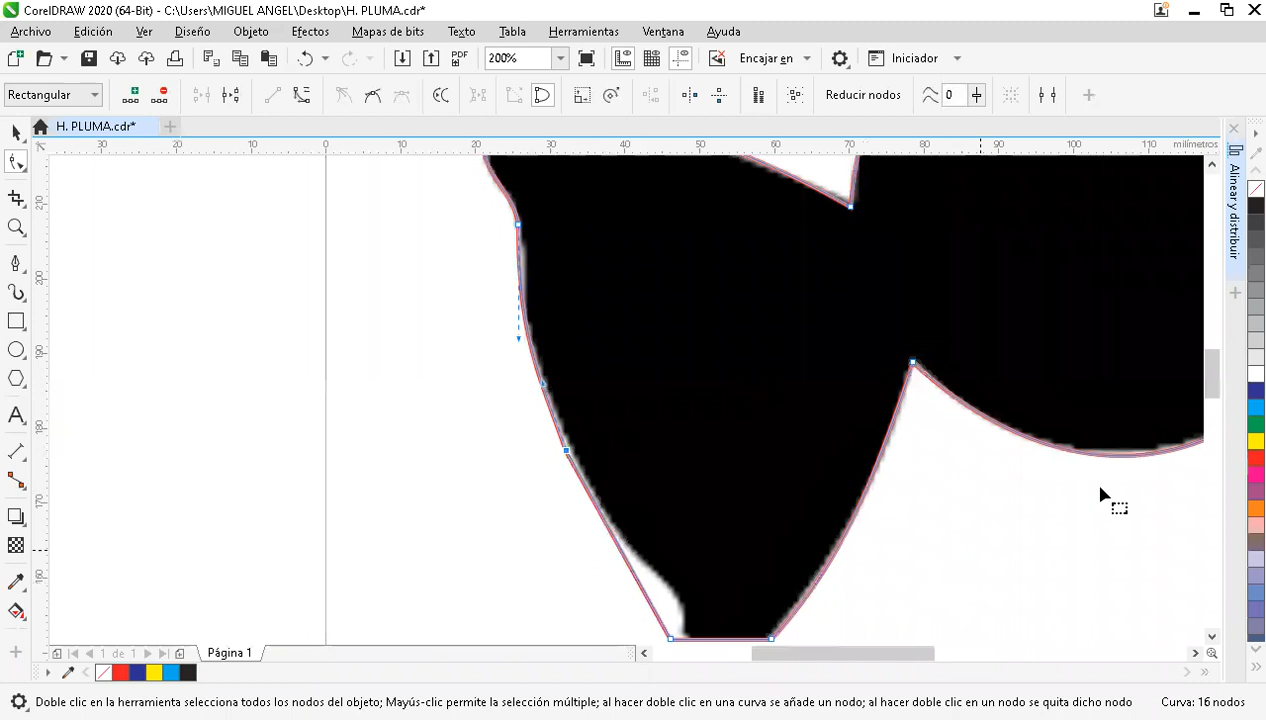 CorelDRAW 2020 (64-Bit) - C:\Users\MIGUEL ANGEL\Desktop\H. PLUMA.cdr*
Archivo Edición Ver Diseño Objeto Efectos Mapas de bits Texto Tabla Herramientas Ventana Ayuda
PDF 200% Encajar en Iniciador
Rectangular Reducir nodos 0
H. PLUMA.cdr*
30 20 10 0 10 20 30 40 50 60 70 80 90 100 110 milímetros
210
200
190
180
170
160
Alinear y distribuir
1 de 1 Página 1
Doble clic en la herramienta selecciona todos los nodos del objeto; Mayús-clic permite la selección múltiple; al hacer doble clic en una curva se añade un nodo; al hacer doble clic en un nodo se quita dicho nodo Curva: 16 nodos